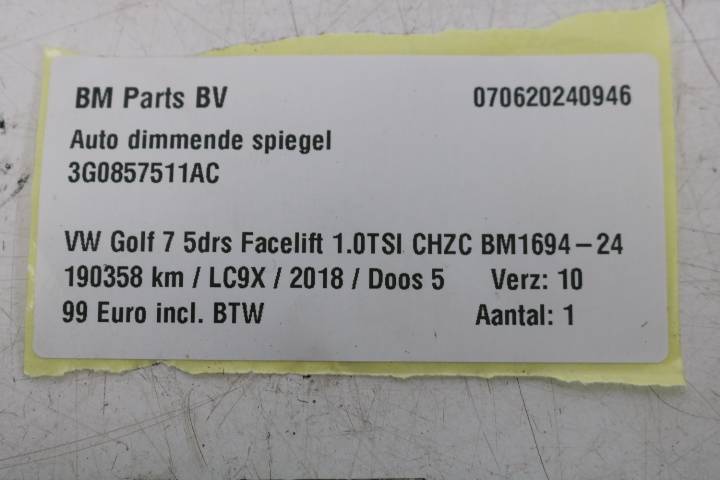 BM Parts BV 070620240946
Auto dimmende spiegel
3G0857511AC
VW Golf 7 5drs Facelift 1.0TSI CHZC BM1694-24
190358 km / LC9X / 2018 / Doos 5 Verz: 10
99 Euro incl. BTW Aantal: 1